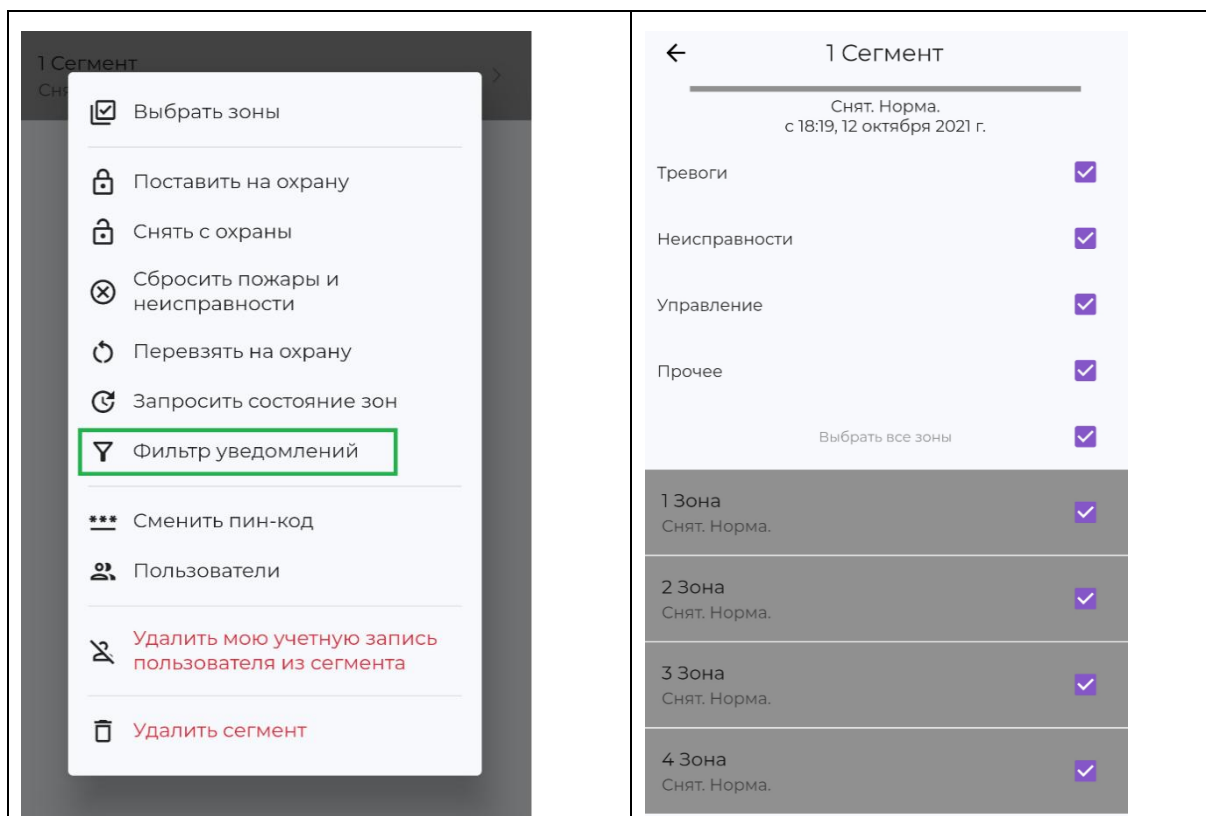 1 Сегмент
Сня
Выбрать зоны
Поставить на охрану
Снять с охраны
Сбросить пожары и
неисправности
Перевзять на охрану
Запросить состояние зон
Фильтр уведомлений
*** Сменить пин-код
Пользователи
Удалить мою учетную запись
пользователя из сегмента
Удалить сегмент
1 Сегмент
Снят. Норма.
с 18:19, 12 октября 2021 г.
Тревоги
Неисправности
Управление
Прочее
Выбрать все зоны
1 Зона
Снят. Норма.
2 Зона
Снят. Норма.
3 Зона
Снят. Норма.
4 Зона
Снят. Норма.